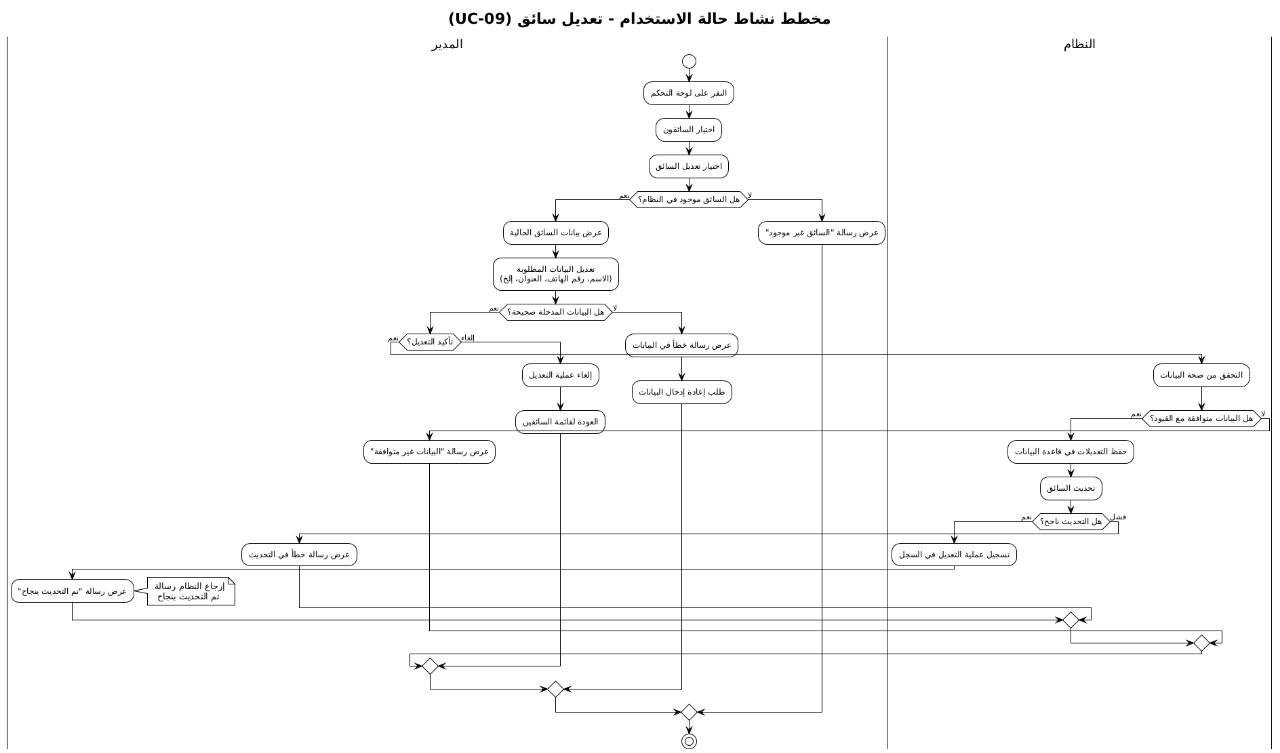 مخطط نشاط حالة الاستخدام - تعديل سائق (UC-09)
المدير
النظام
النقر على لوحة التحكم
اختيار السائقون
اختيار تعديل السائق
هل السائق موجود في النظام؟
نعم
لا
عرض بيانات السائق الحالية
عرض رسالة "السائق غير موجود"
تعديل البيانات المطلوبة
(الاسم، رقم الهاتف، العنوان، إلخ)
هل البيانات المدخلة صحيحة؟
نعم
لا
تأكيد التعديل؟
نعم
إلغاء
عرض رسالة خطأ في البيانات
إلغاء عملية التعديل
التحقق من صحة البيانات
طلب إعادة إدخال البيانات
العودة لقائمة السائقين
هل البيانات متوافقة مع القيود؟
نعم
لا
عرض رسالة "البيانات غير متوافقة"
حفظ التعديلات في قاعدة البيانات
تحديث السائق
هل التحديث ناجح؟
نعم
فشل
عرض رسالة خطأ في التحديث
تسجيل عملية التعديل في السجل
عرض رسالة "تم التحديث بنجاح"
إرجاع النظام رسالة
تم التحديث بنجاح